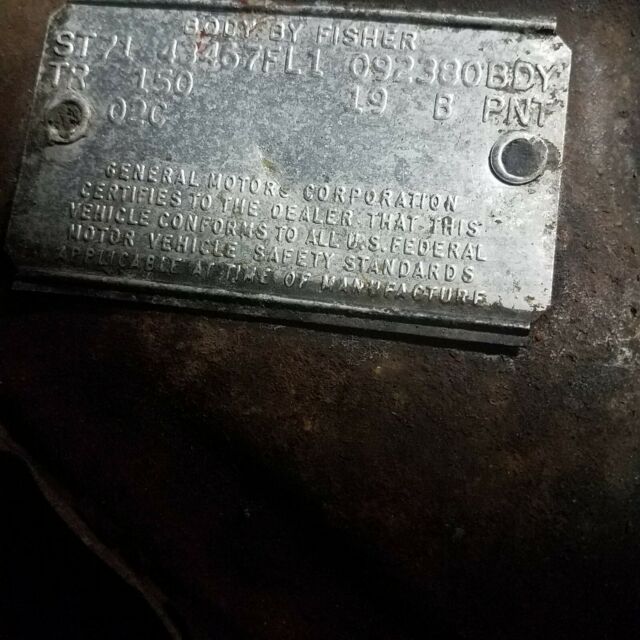 BODY BY FISHER
ST71 43467FL1 092380BDY
TR 150 19 B PNT
02C
GENERAL MOTORS CORPORATION
CERTIFIES TO THE DEALER THAT THIS
VEHICLE CONFORMS TO ALL U.S. FEDERAL
MOTOR VEHICLE SAFETY STANDARDS
APPLICABLE AT TIME OF MANUFACTURE